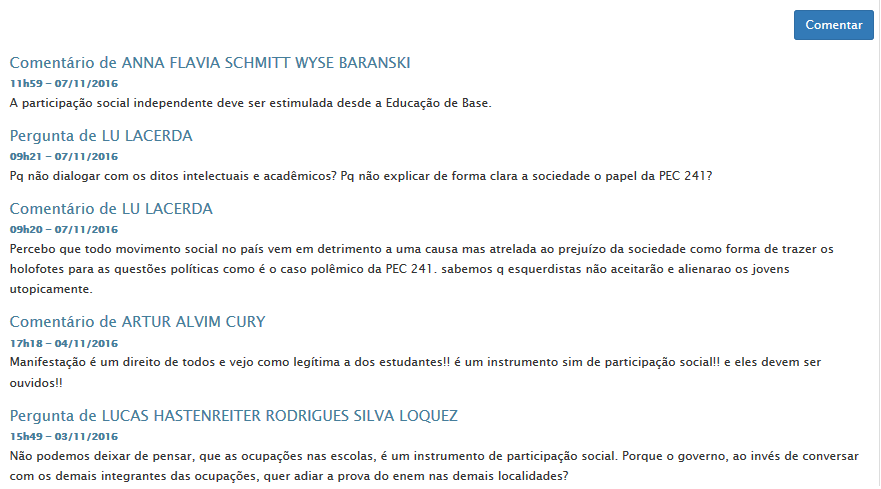 Comentar
Comentário de ANNA FLAVIA SCHMITT WYSE BARANSKI
11h59 – 07/11/2016
A participação social independente deve ser estimulada desde a Educação de Base.
Pergunta de LU LACERDA
09h21 – 07/11/2016
Pq não dialogar com os ditos intelectuais e acadêmicos? Pq não explicar de forma clara a sociedade o papel da PEC 241?
Comentário de LU LACERDA
09h20 – 07/11/2016
Percebo que todo movimento social no país vem em detrimento a uma causa mas atrelada ao prejuízo da sociedade como forma de trazer os
holofotes para as questões políticas como é o caso polêmico da PEC 241. sabemos q esquerdistas não aceitarão e alienarao os jovens
utopicamente.
Comentário de ARTUR ALVIM CURY
17h18 – 04/11/2016
Manifestação é um direito de todos e vejo como legítima a dos estudantes!! é um instrumento sim de participação social!! e eles devem ser
ouvidos!!
Pergunta de LUCAS HASTENREITER RODRIGUES SILVA LOQUEZ
15h49 – 03/11/2016
Não podemos deixar de pensar, que as ocupações nas escolas, é um instrumento de participação social. Porque o governo, ao invés de conversar
com os demais integrantes das ocupações, quer adiar a prova do enem nas demais localidades?